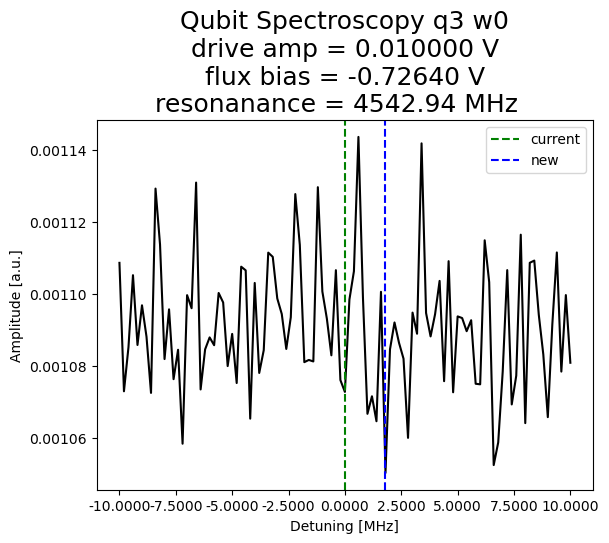 Qubit Spectroscopy q3 w0
drive amp = 0.010000 V
flux bias = -0.72640 V
resonanance = 4542.94 MHz
current
new
0.00114
0.00112
0.00110
0.00108
0.00106
Amplitude [a.u.]
-10.0000 -7.5000 -5.0000 -2.5000 0.0000 2.5000 5.0000 7.5000 10.0000
Detuning [MHz]